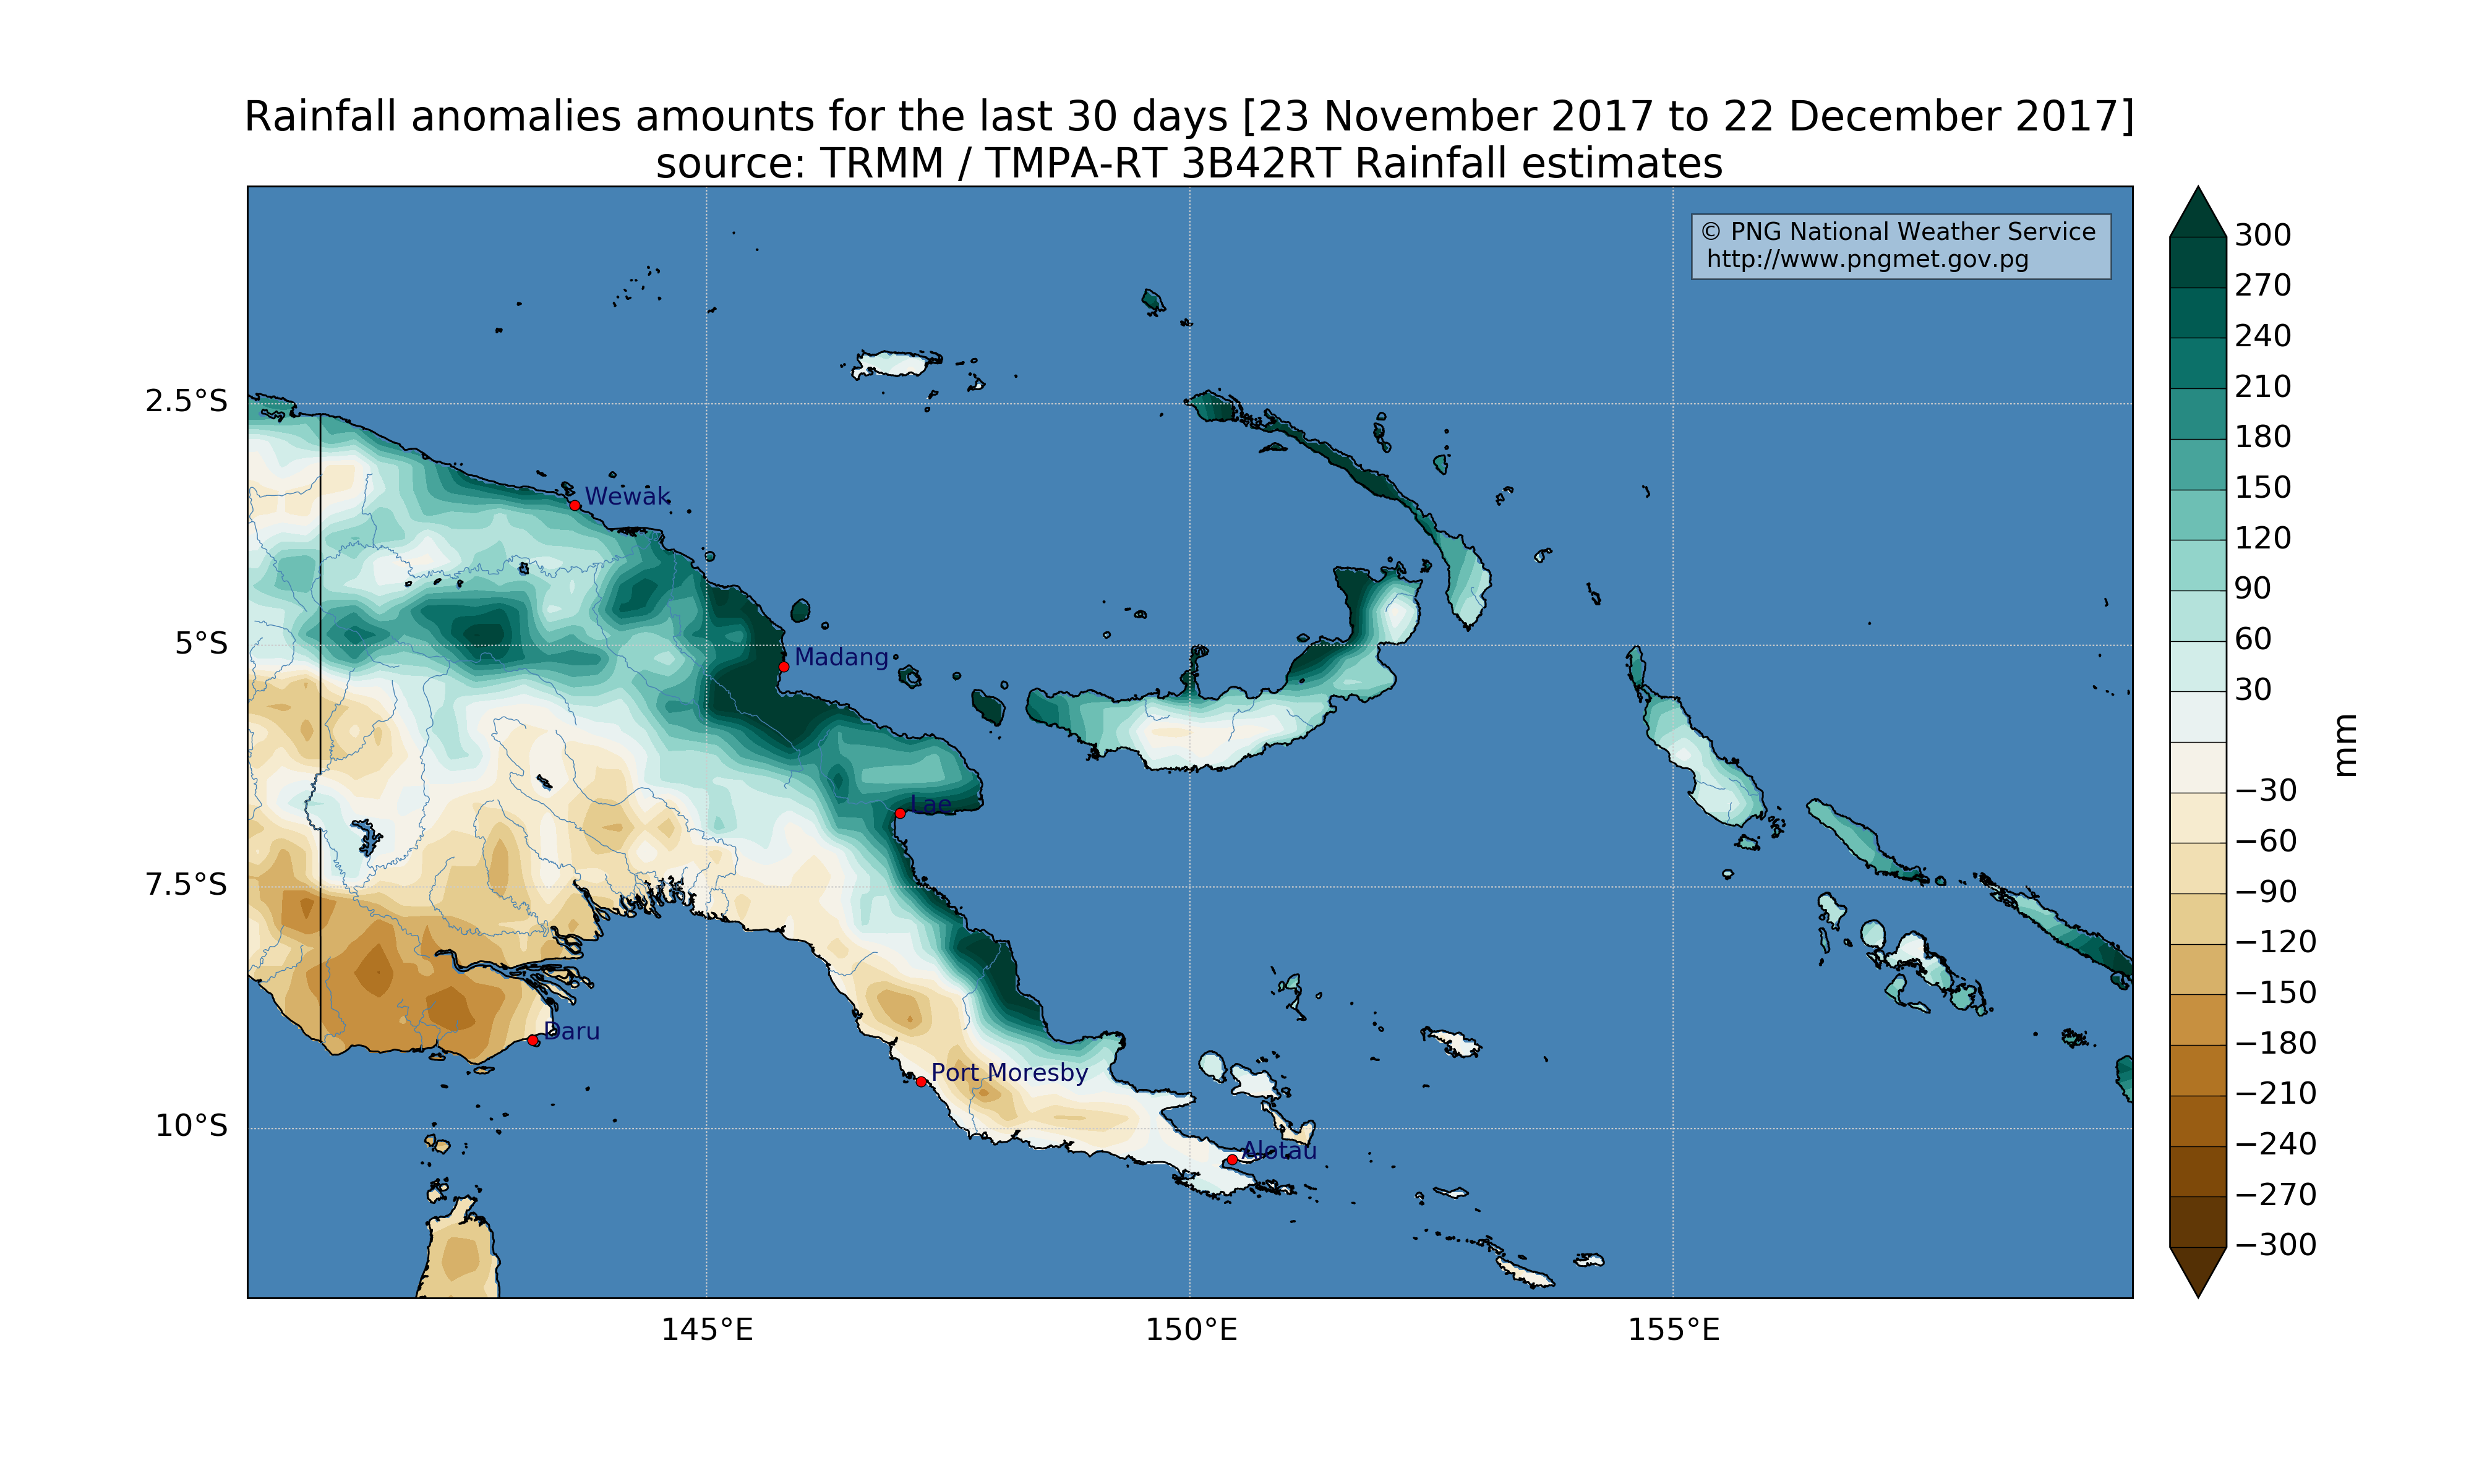 Rainfall anomalies amounts for the last 30 days [23 November 2017 to 22 December 2017]
source: TRMM / TMPA-RT 3B42RT Rainfall estimates
© PNG National Weather Service
http://www.pngmet.gov.pg
2.5°S
5°S
7.5°S
10°S
Wewak
Madang
Lae
Daru
Port Moresby
Alotau
145°E
150°E
155°E
300
270
240
210
180
150
120
90
60
30
−30
−60
−90
−120
−150
−180
−210
−240
−270
−300
mm